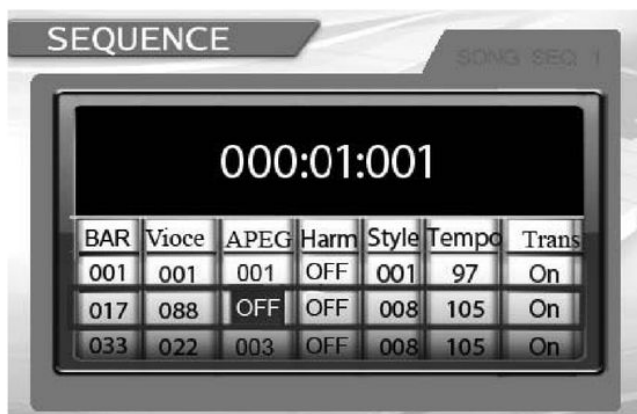 SEQUENCE
SONG SEQ 1
000:01:001
BAR Vioce APEG Harm Style Tempo Trans
001 001 001 OFF 001 97 On
017 088 OFF OFF 008 105 On
033 022 003 OFF 008 105 On